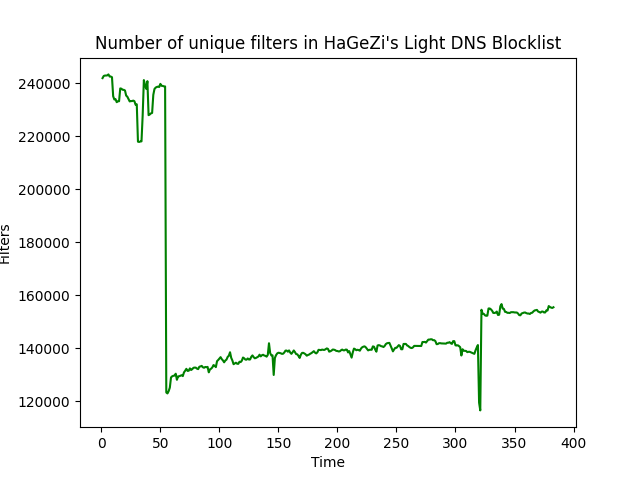 Number of unique filters in HaGeZi's Light DNS Blocklist
240000
220000
200000
180000
160000
140000
120000
Filters
0 50 100 150 200 250 300 350 400
Time